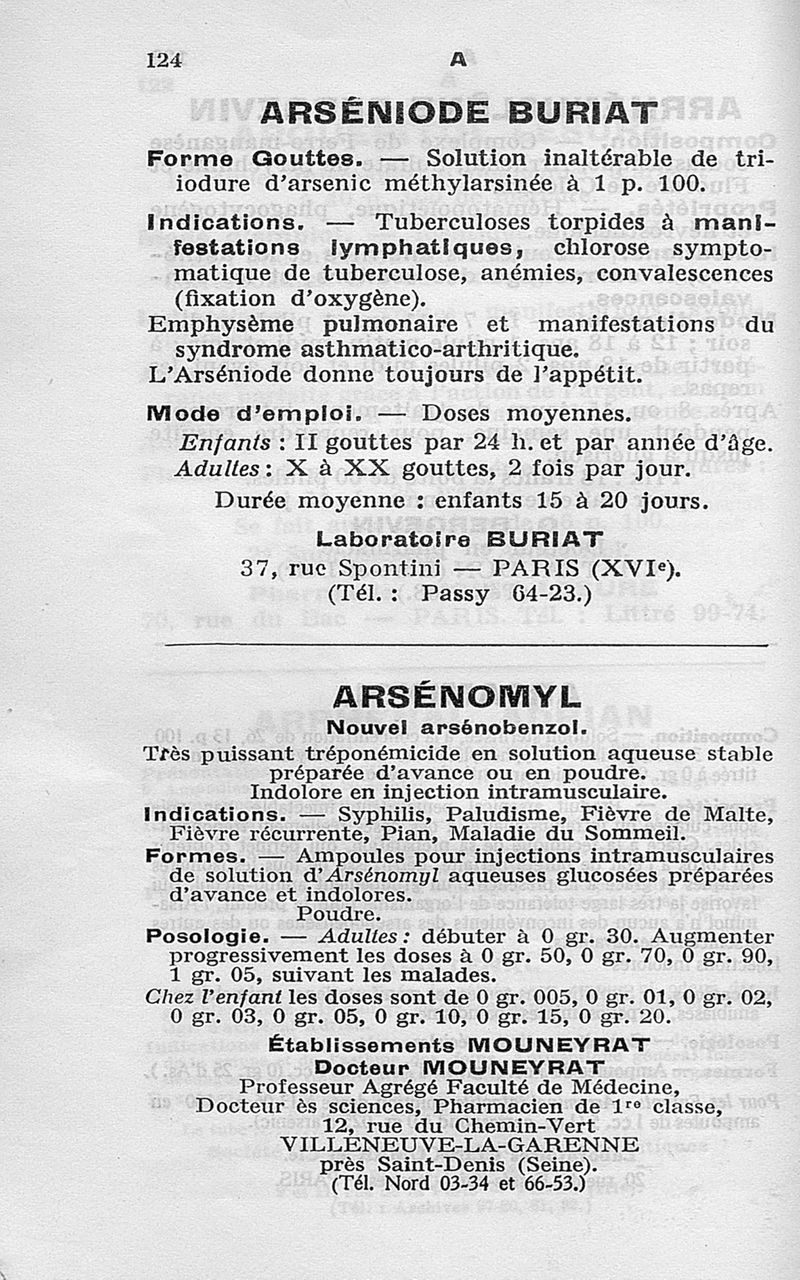 124
A
ARSÉNIODE BURIAT
Forme Gouttes. — Solution inaltérable de tri-
iodure d'arsenic méthylarsinée à 1 p. 100.
Indications. — Tuberculoses torpides à mani-
festations lymphatiques, chlorose sympto-
matique de tuberculose, anémies, convalescences
(fixation d'oxygène).
Emphysème pulmonaire et manifestations du
syndrome asthmatico-arthritique.
L'Arséniode donne toujours de l'appétit.
Mode d'emploi. — Doses moyennes.
Enfants : II gouttes par 24 h. et par année d'âge.
Adultes : X à XX gouttes, 2 fois par jour.
Durée moyenne : enfants 15 à 20 jours.
Laboratoire BURIAT
37, rue Spontini — PARIS (XVIe).
(Tél. : Passy 64-23.)
ARSÉNOMYL
Nouvel arsénobenzol.
Très puissant tréponémicide en solution aqueuse stable
préparée d'avance ou en poudre.
Indolore en injection intramusculaire.
Indications. — Syphilis, Paludisme, Fièvre de Malte,
Fièvre récurrente, Pian, Maladie du Sommeil.
Formes. — Ampoules pour injections intramusculaires
de solution d'Arsénomyl aqueuses glucosées préparées
d'avance et indolores.
Poudre.
Posologie. — Adultes : débuter à 0 gr. 30. Augmenter
progressivement les doses à 0 gr. 50, 0 gr. 70, 0 gr. 90,
1 gr. 05, suivant les malades.
Chez l'enfant les doses sont de 0 gr. 005, 0 gr. 01, 0 gr. 02,
0 gr. 03, 0 gr. 05, 0 gr. 10, 0 gr. 15, 0 gr. 20.
Établissements MOUNEYRAT
Docteur MOUNEYRAT
Professeur Agrégé Faculté de Médecine,
Docteur ès sciences, Pharmacien de 1re classe,
12, rue du Chemin-Vert
VILLENEUVE-LA-GARENNE
près Saint-Denis (Seine).
(Tél. Nord 03-34 et 66-53.)